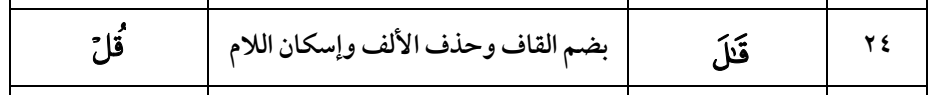 ٢٤ قَٰلَ بضم القاف وحذف الألف وإسكان اللام قُلۡ